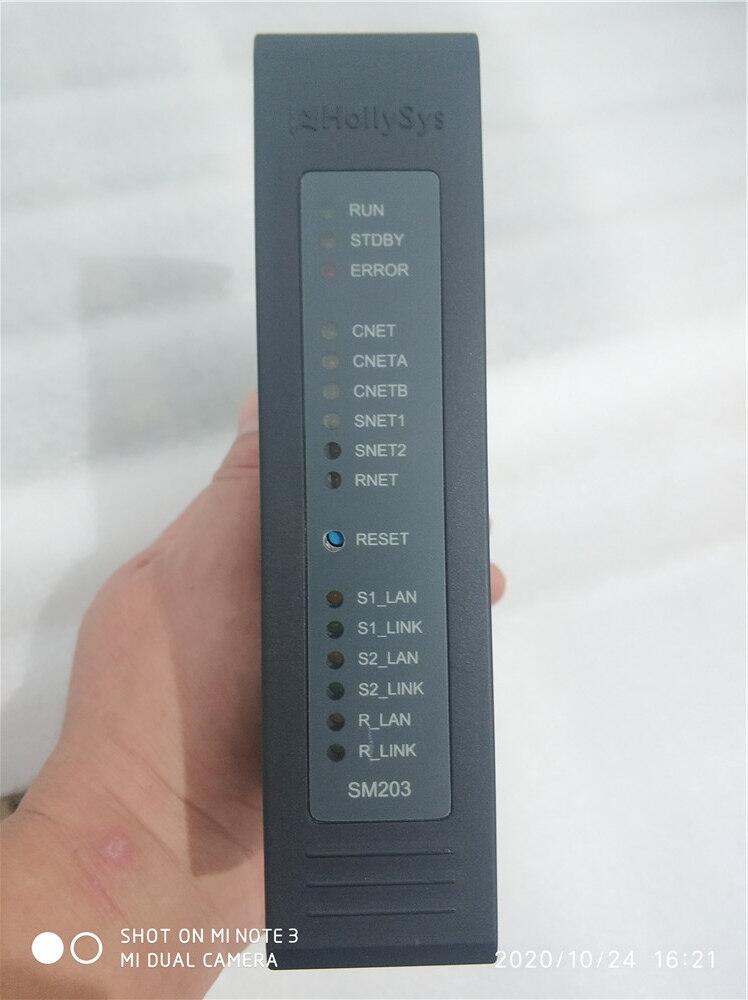 HollySys
RUN
STDBY
ERROR
CNET
CNETA
CNETB
SNET1
SNET2
RNET
RESET
S1_LAN
S1_LINK
S2_LAN
S2_LINK
R_LAN
R_LINK
SM203
SHOT ON MI NOTE 3
MI DUAL CAMERA
2020/10/24 16:21